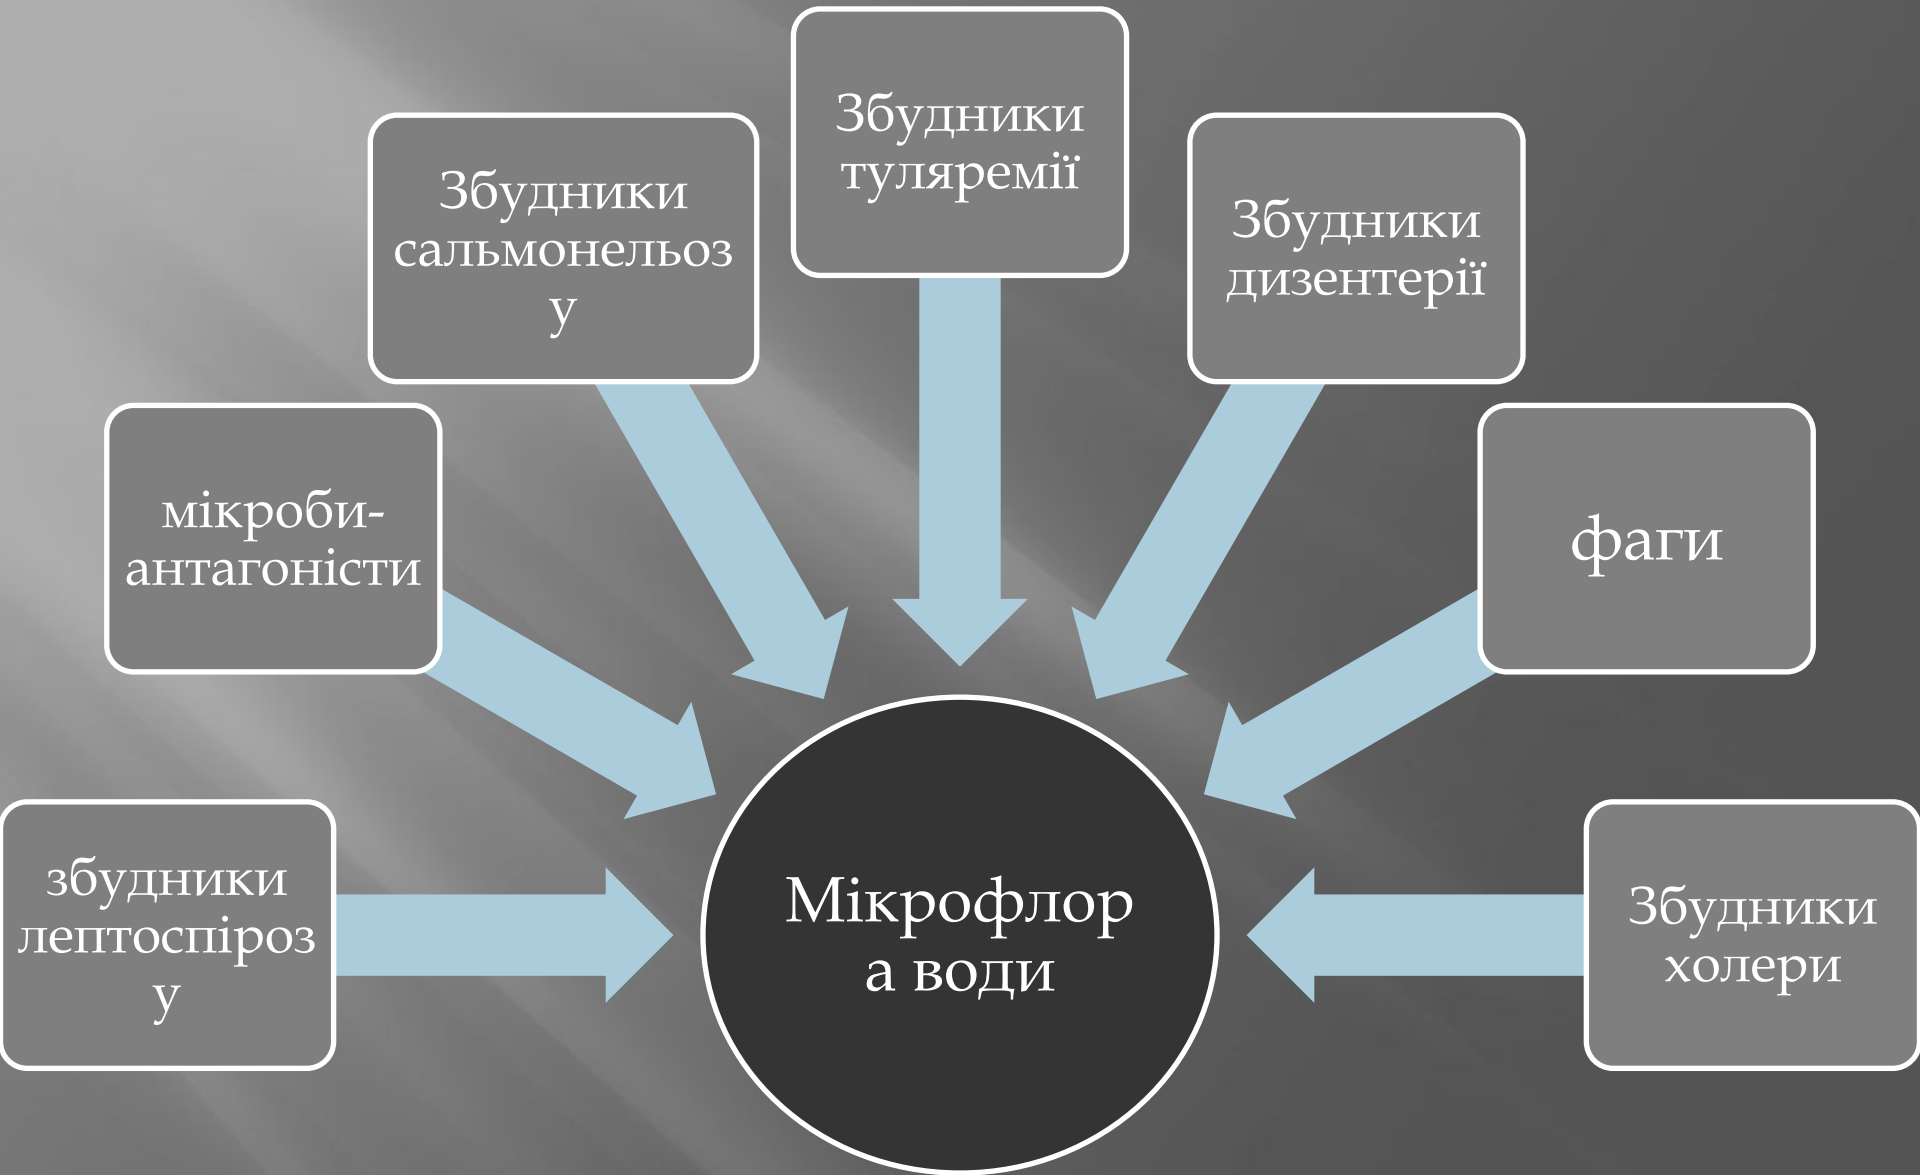 Збудники
туляремії
Збудники
сальмонельоз
у
Збудники
дизентерії
мікроби-
антагоністи
фаги
збудники
лептоспіроз
у
Мікрофлор
а води
Збудники
холери